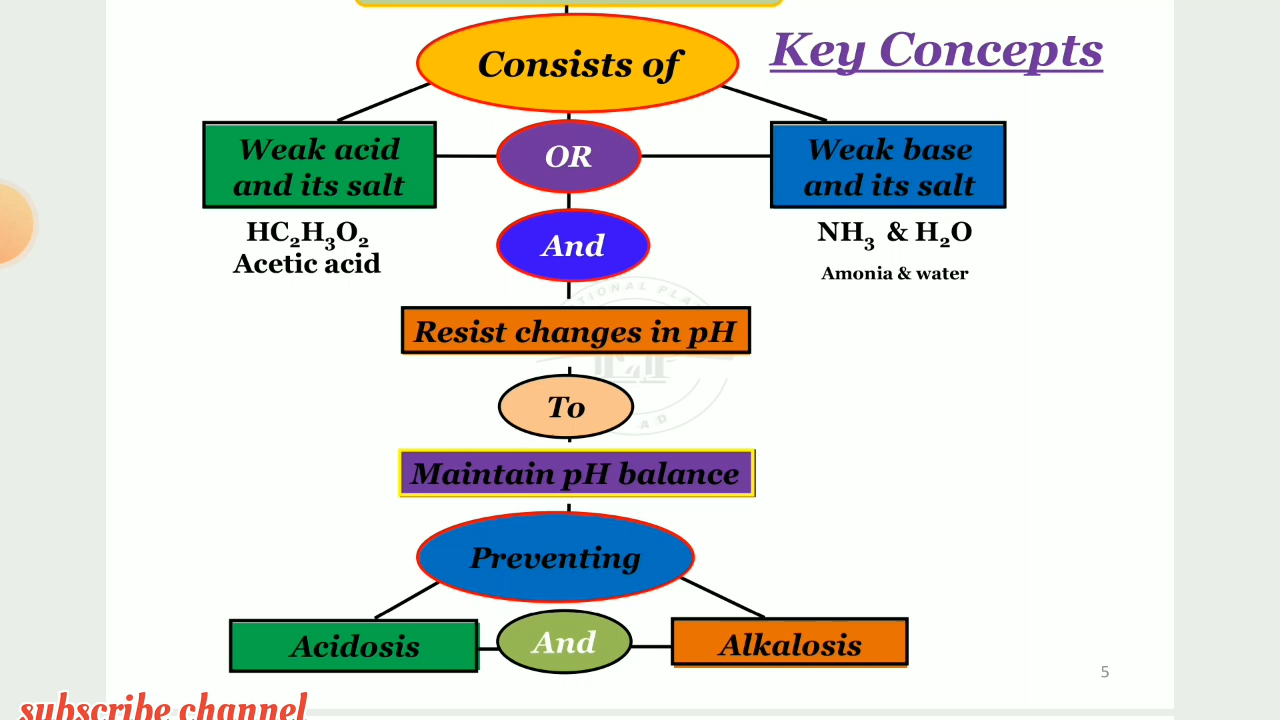 Key Concepts
Consists of
Weak acid
and its salt
OR
Weak base
and its salt
HC₂H₃O₂
Acetic acid
And
NH₃ & H₂O
Amonia & water
Resist changes in pH
To
Maintain pH balance
Preventing
Acidosis
And
Alkalosis
5
subscribe channel